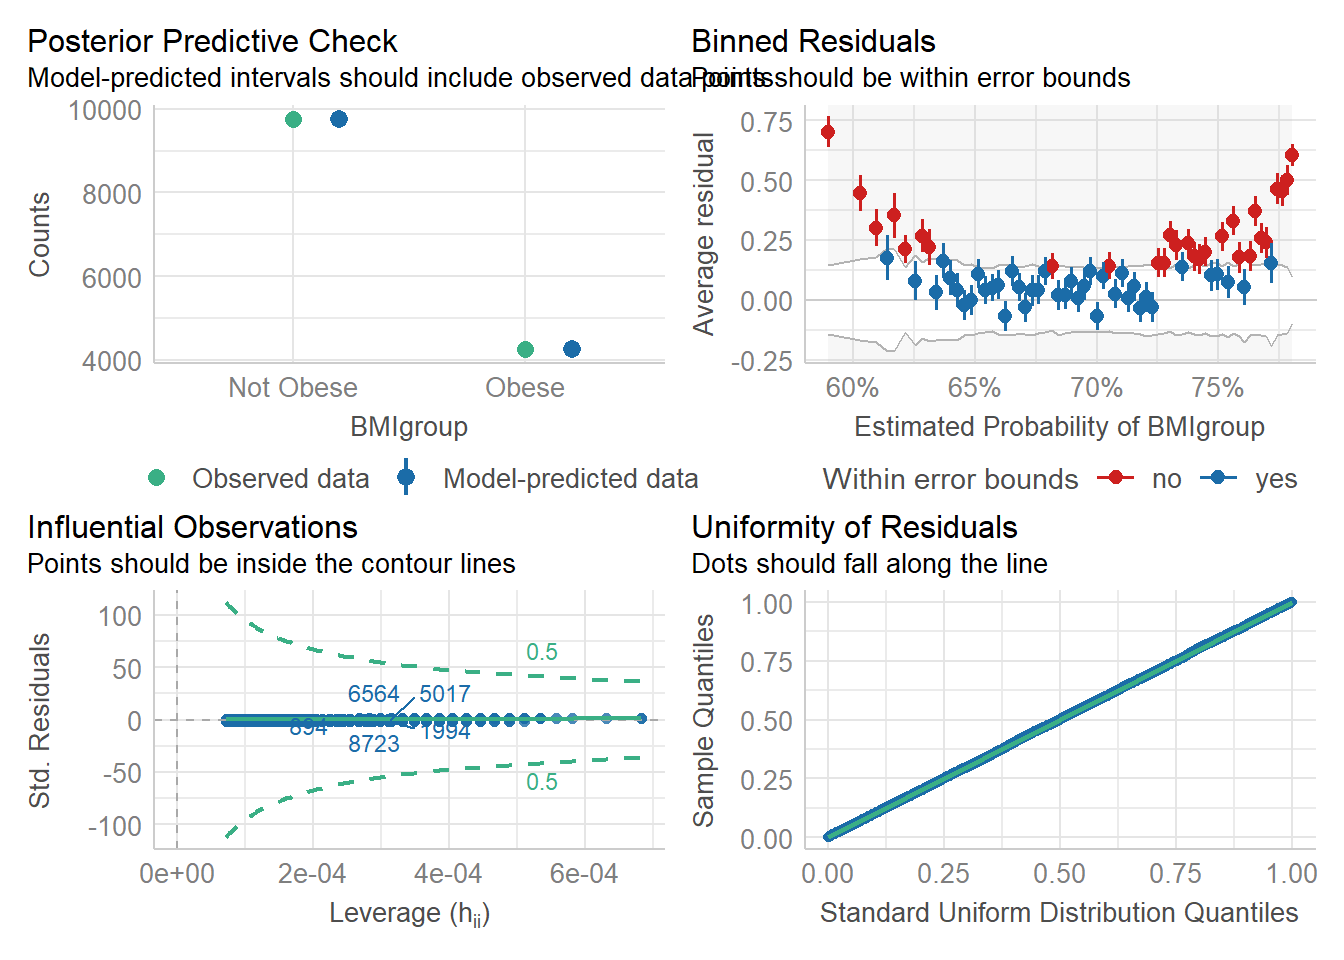 Posterior Predictive Check
Model-predicted intervals should include observed data points
10000
8000
6000
4000
Counts
Not Obese
Obese
BMIgroup
Observed data
Model-predicted data
Binned Residuals
Points should be within error bounds
0.75
0.50
0.25
0.00
-0.25
Average residual
60%
65%
70%
75%
Estimated Probability of BMIgroup
Within error bounds
no
yes
Influential Observations
Points should be inside the contour lines
100
50
0
-50
-100
Std. Residuals
0.5
6564
5017
894
1994
8723
0.5
0e+00
2e-04
4e-04
6e-04
Leverage (hii)
Uniformity of Residuals
Dots should fall along the line
1.00
0.75
0.50
0.25
0.00
Sample Quantiles
0.00
0.25
0.50
0.75
1.00
Standard Uniform Distribution Quantiles